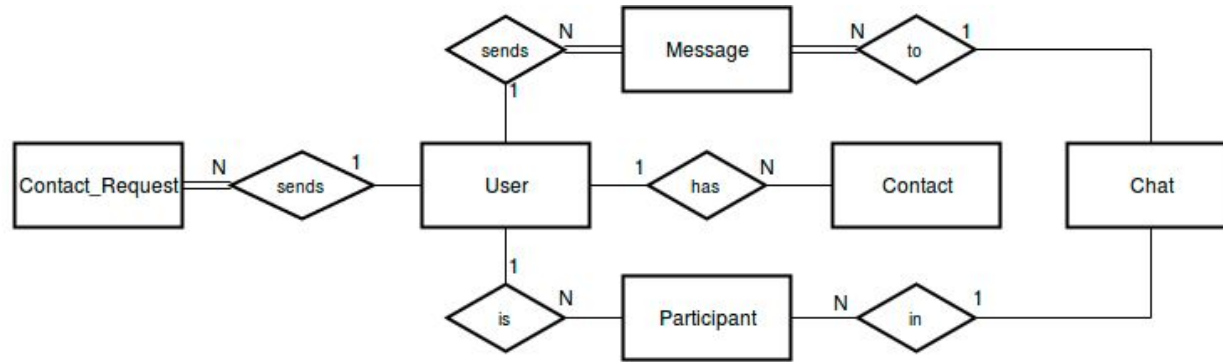 sends
N
Message
N
to
1
1
Contact_Request
N
sends
1
User
1
has
N
Contact
Chat
1
is
N
Participant
N
in
1